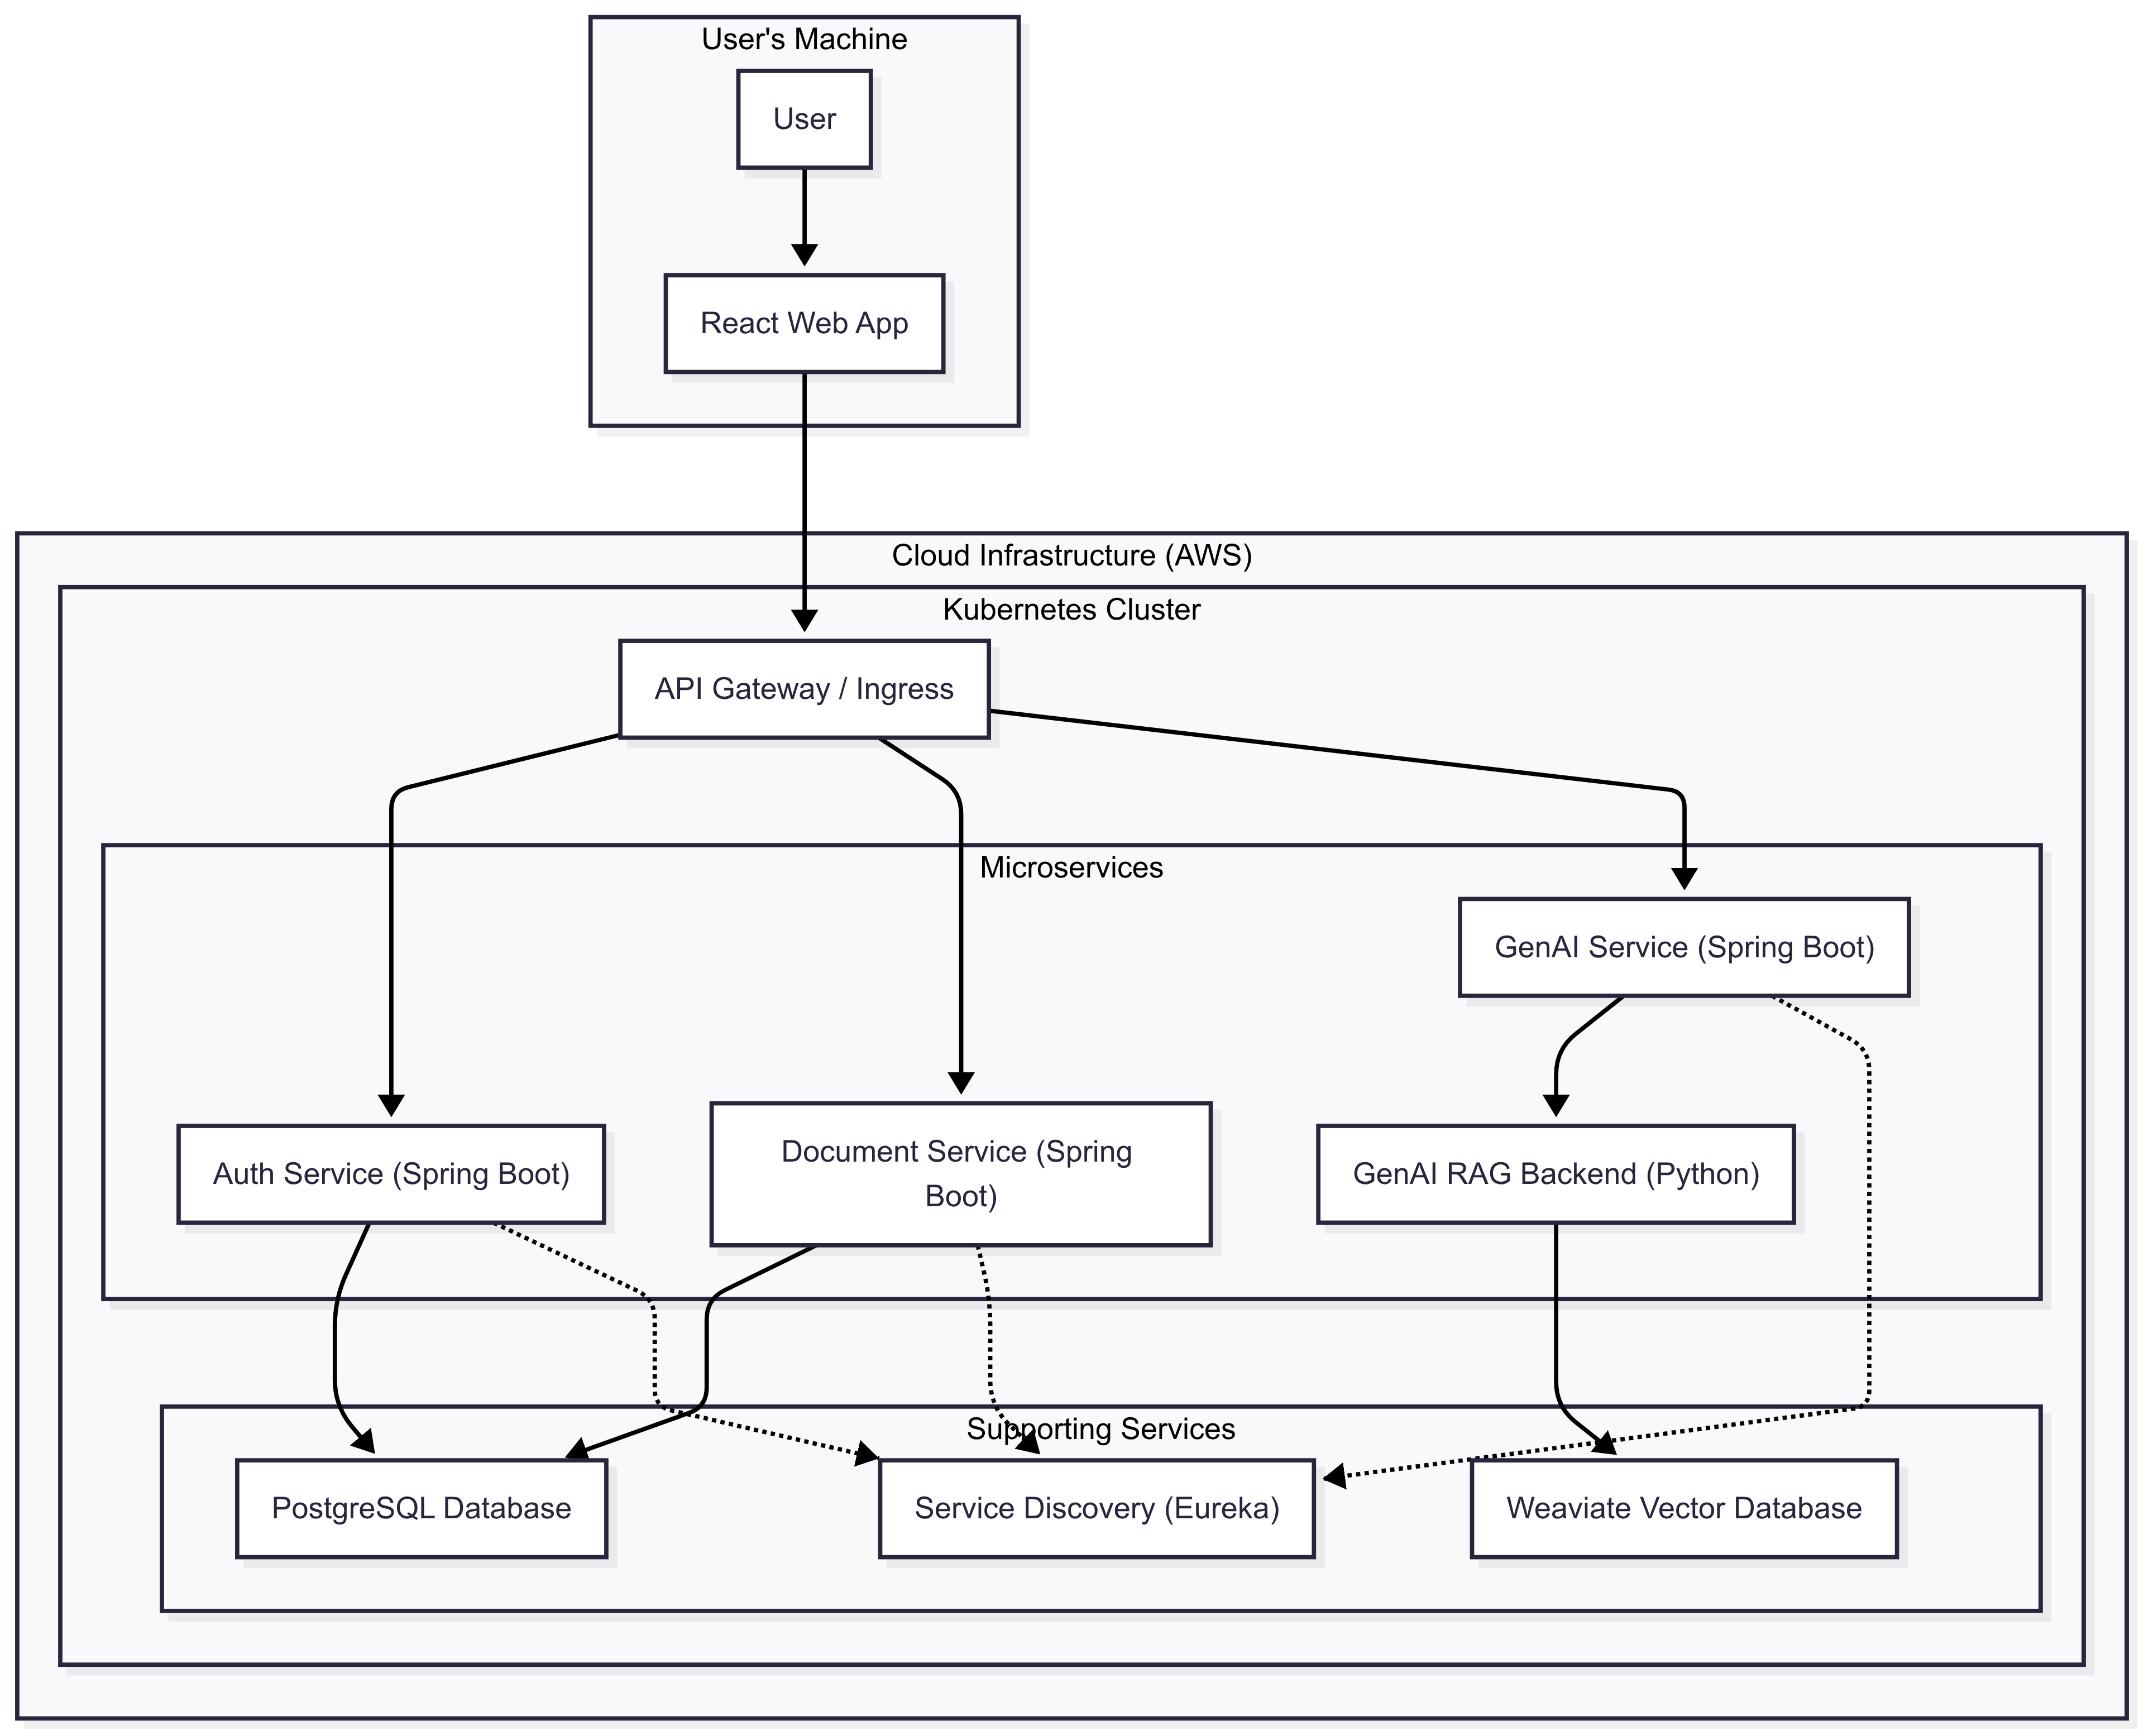 User's Machine
User
React Web App
Cloud Infrastructure (AWS)
Kubernetes Cluster
API Gateway / Ingress
Microservices
GenAI Service (Spring Boot)
Auth Service (Spring Boot)
Document Service (Spring
Boot)
GenAI RAG Backend (Python)
Supporting Services
PostgreSQL Database
Service Discovery (Eureka)
Weaviate Vector Database